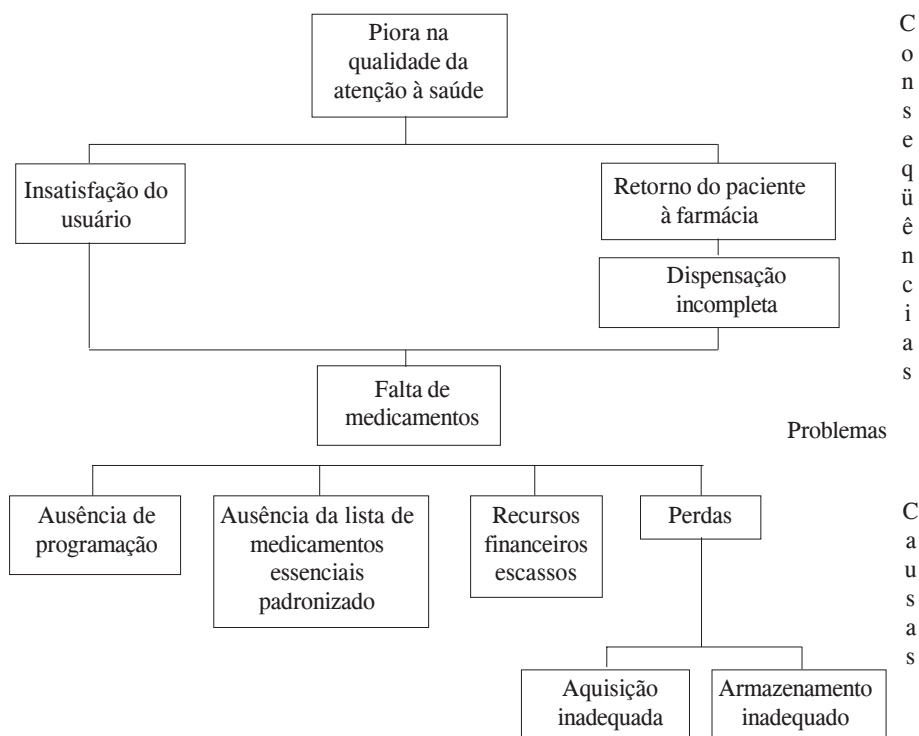 Piora na
qualidade da
atenção à saúde
Insatisfação do
usuário
Retorno do paciente
à farmácia
Dispensação
incompleta
Falta de
medicamentos
C
o
n
s
e
q
ü
ê
n
c
i
a
s
Problemas
Ausência de
programação
Ausência da lista de
medicamentos
essenciais
padronizado
Recursos
financeiros
escassos
Perdas
Aquisição
inadequada
Armazenamento
inadequado
C
a
u
s
a
s